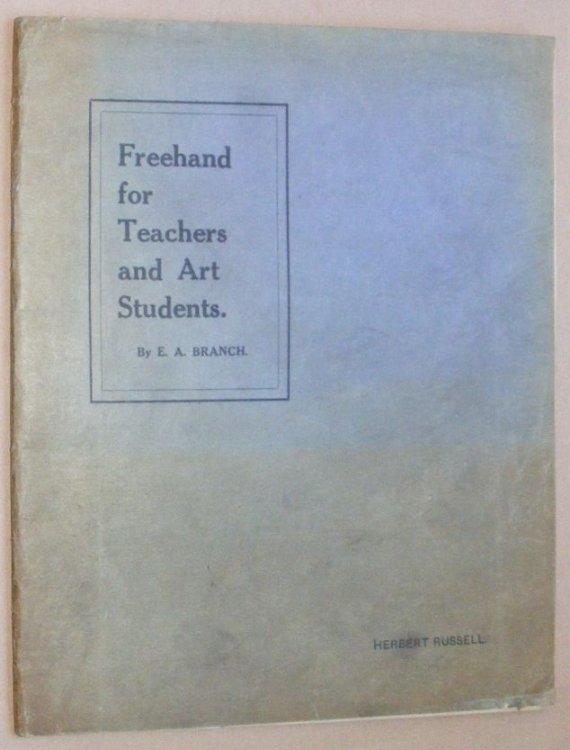 Freehand
for
Teachers
and Art
Students.
By E. A. BRANCH.
HERBERT RUSSELL.